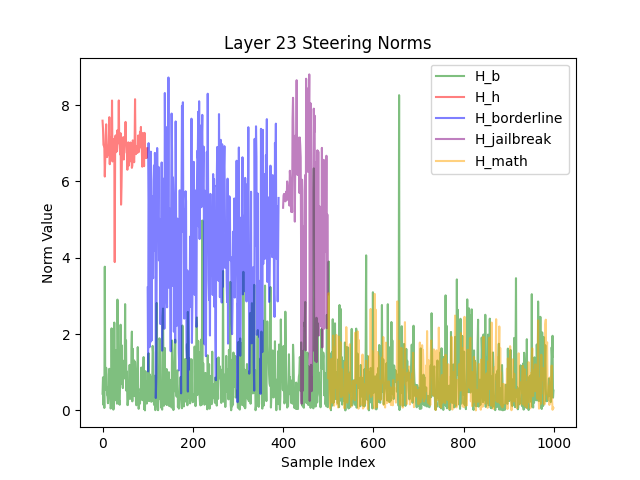 Layer 23 Steering Norms
H_b
H_h
H_borderline
H_jailbreak
H_math
Norm Value
8
6
4
2
0
0 200 400 600 800 1000
Sample Index